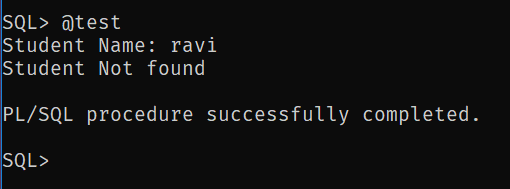 SQL> @test
Student Name: ravi
Student Not found
PL/SQL procedure successfully completed.
SQL>